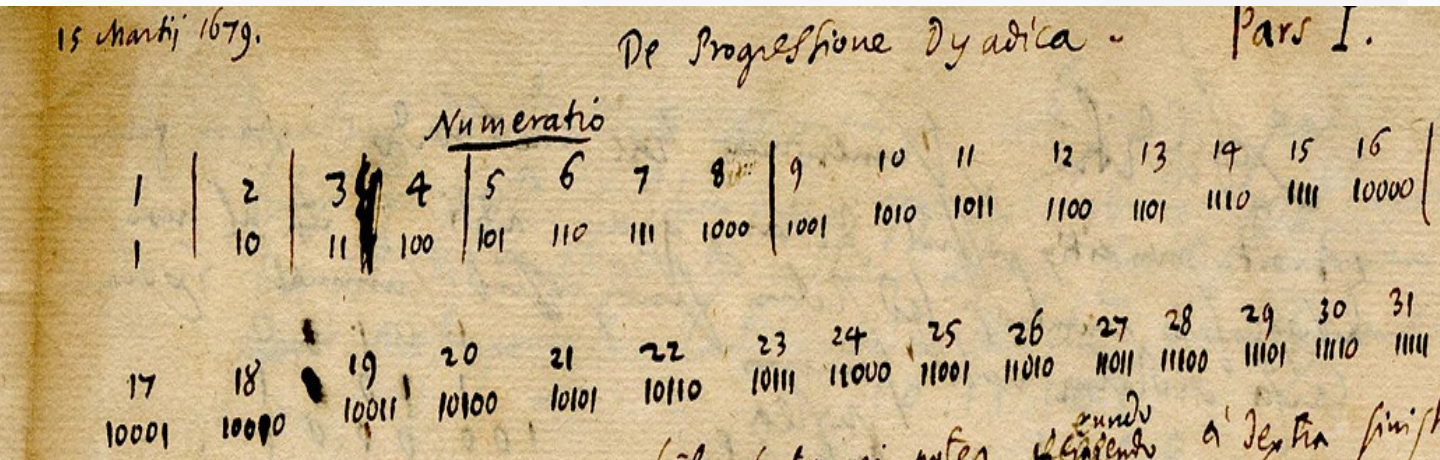 15 Martij 1679.
De Progressione Dyadica. Pars I.
Numeratio
1 | 2 | 3 4 | 5 6 7 8 | 9 10 11 12 13 14 15 16 |
1 | 10 | 11 100 | 101 110 111 1000 | 1001 1010 1011 1100 1101 1110 1111 10000 |
17 18 19 20 21 22 23 24 25 26 27 28 29 30 31
10001 10010 10011 10100 10101 10110 10111 11000 11001 11010 11011 11100 11101 11110 11111
à dextra